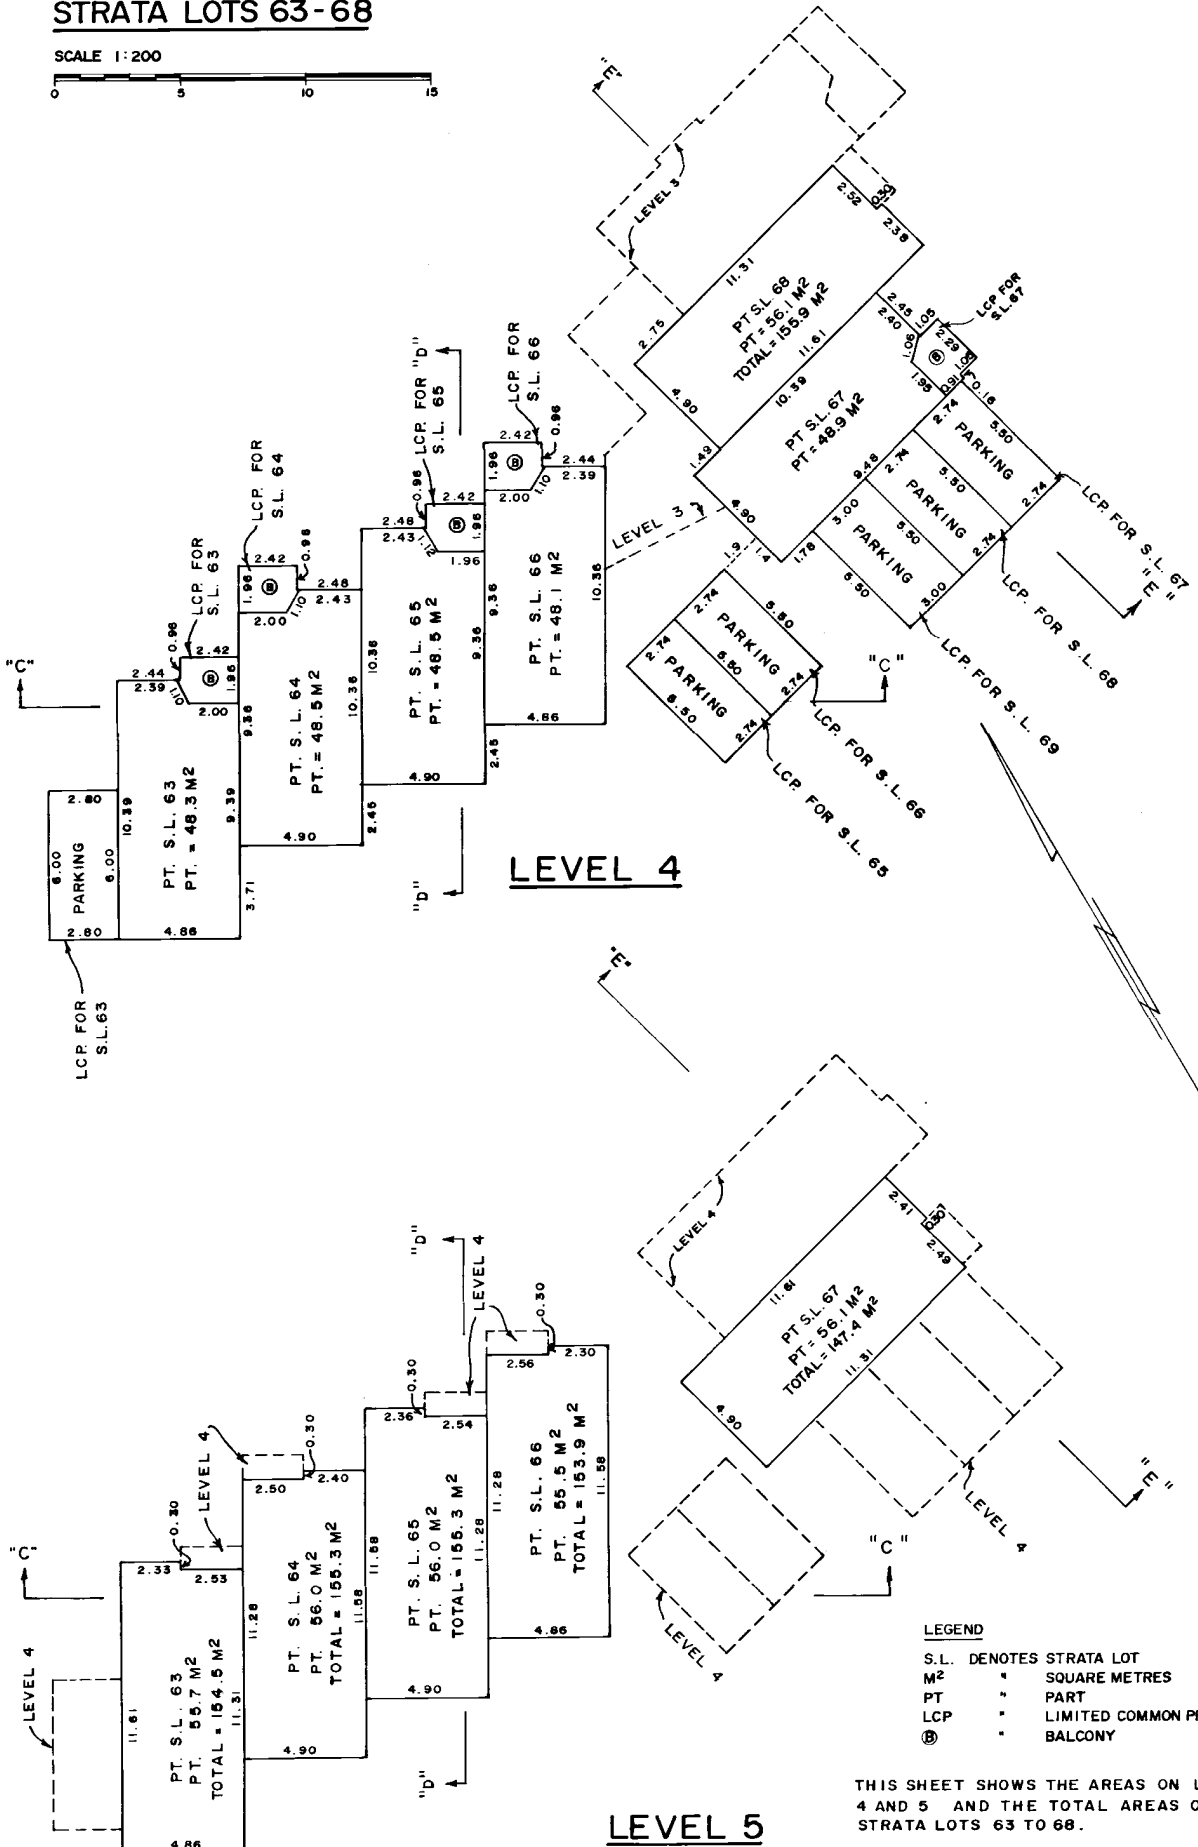 STRATA LOTS 63-68
SCALE 1:200
0 5 10 15
"E"
LEVEL 3
2.52
0.30
2.38
11.31
PT S.L. 68
PT = 56.1 M²
TOTAL = 155.9 M²
11.61
2.75
4.90
1.49
10.39
PT S.L. 67
PT = 48.9 M²
2.45
2.40
1.05
1.06
2.29
1.05
B
1.95
0.91
0.16
LCP. FOR
S.L. 67
2.74
5.50
PARKING
2.74
LCP. FOR S.L. 67
9.48
2.74
5.50
PARKING
2.74
LCP. FOR S.L. 68
3.00
5.50
PARKING
3.00
5.50
LCP. FOR S.L. 69
4.90
1.78
1.9
1.4
"E"
LEVEL 3
2.74
5.50
PARKING
2.74
LCP. FOR S.L. 66
2.74
5.50
PARKING
2.74
5.50
LCP. FOR S.L. 65
"C"
"D"
LCP. FOR
S.L. 66
2.42
0.96
1.96
B
2.00
1.10
2.44
2.39
9.36
PT. S.L. 66
PT. = 48.1 M²
10.36
4.86
2.45
LCP. FOR
S.L. 65
0.96
2.42
2.48
2.43
B
1.96
1.12
1.96
10.36
PT. S.L. 65
PT. = 48.5 M²
9.36
4.90
2.45
"D"
LCP. FOR
S.L. 64
2.42
0.96
1.96
B
2.00
1.10
2.48
2.43
9.36
PT. S.L. 64
PT. = 48.5 M²
10.36
4.90
3.71
LCP. FOR
S.L. 63
0.96
2.42
2.44
2.39
B
1.96
1.10
2.00
10.39
PT. S.L. 63
PT. = 48.3 M²
9.39
4.86
"C"
2.80
6.00
PARKING
6.00
2.80
LCP. FOR
S.L. 63
LEVEL 4
"E"
LEVEL 4
2.41
0.30
2.49
11.61
PT S.L. 67
PT = 56.1 M²
TOTAL = 147.4 M²
11.31
4.90
LEVEL 4
"E"
"C"
LEVEL 4
"D"
LEVEL 4
0.30
2.56
2.30
11.28
PT. S.L. 66
PT. 55.5 M²
TOTAL = 153.9 M²
11.58
4.86
0.30
2.36
2.54
11.58
PT. S.L. 65
PT. 56.0 M²
TOTAL = 155.3 M²
11.28
4.90
"D"
LEVEL 4
0.30
2.50
2.40
11.28
PT. S.L. 64
PT. 56.0 M²
TOTAL = 155.3 M²
11.58
4.90
0.30
2.33
2.53
11.61
PT. S.L. 63
PT. 55.7 M²
TOTAL = 154.5 M²
11.31
4.86
"C"
LEVEL 4
LEVEL 5
LEGEND
S.L. DENOTES STRATA LOT
M² " SQUARE METRES
PT " PART
LCP " LIMITED COMMON PR
B " BALCONY
THIS SHEET SHOWS THE AREAS ON L
4 AND 5 AND THE TOTAL AREAS O
STRATA LOTS 63 TO 68.